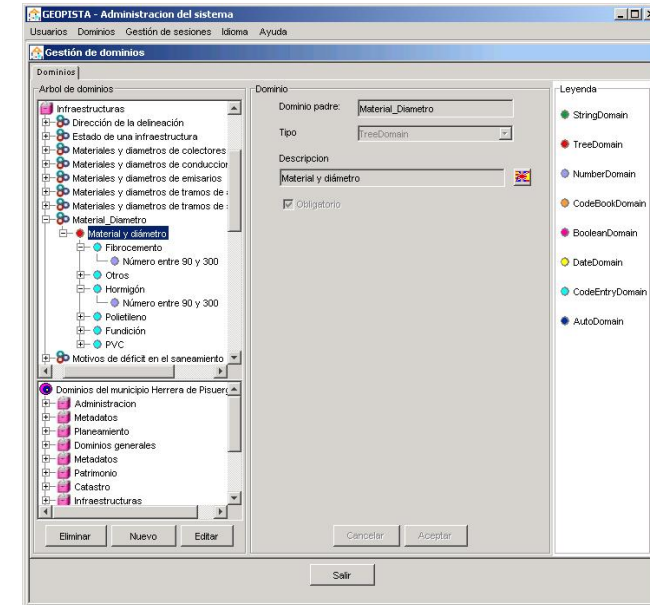 GEOPISTA - Administracion del sistema
Usuarios Dominios Gestión de sesiones Idioma Ayuda
Gestión de dominios
Dominios
Arbol de dominios
Infraestructuras
Dirección de la delineación
Estado de una infraestructura
Materiales y diametros de colectores
Materiales y diametros de conduccior
Materiales y diametros de emisarios
Materiales y diametros de tramos de
Materiales y diametros de tramos de
Material_Diametro
Material y diámetro
Fibrocemento
Número entre 90 y 300
Otros
Hormigón
Número entre 90 y 300
Polietileno
Fundición
PVC
Motivos de déficit en el saneamiento
Dominios del municipio Herrera de Pisuerg
Administracion
Metadatos
Planeamiento
Dominios generales
Metadatos
Patrimonio
Catastro
Infraestructuras
Eliminar Nuevo Editar
Dominio
Dominio padre: Material_Diametro
Tipo TreeDomain
Descripcion
Material y diámetro
Obligatorio
Cancelar Aceptar
Leyenda
StringDomain
TreeDomain
NumberDomain
CodeBookDomain
BooleanDomain
DateDomain
CodeEntryDomain
AutoDomain
Salir